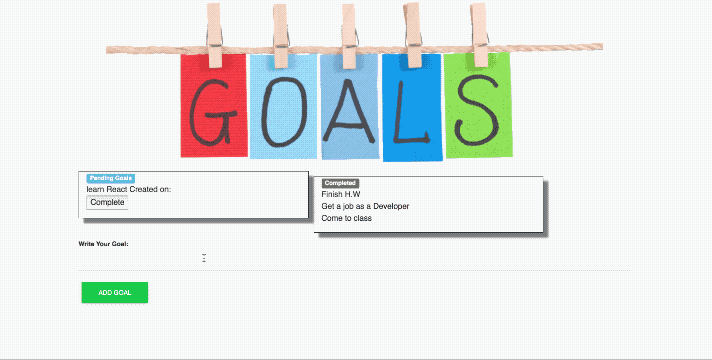 GOALS
Pending Goals
learn React Created on:
Complete
Completed
Finish H.W
Get a job as a Developer
Come to class
Write Your Goal:
ADD GOAL